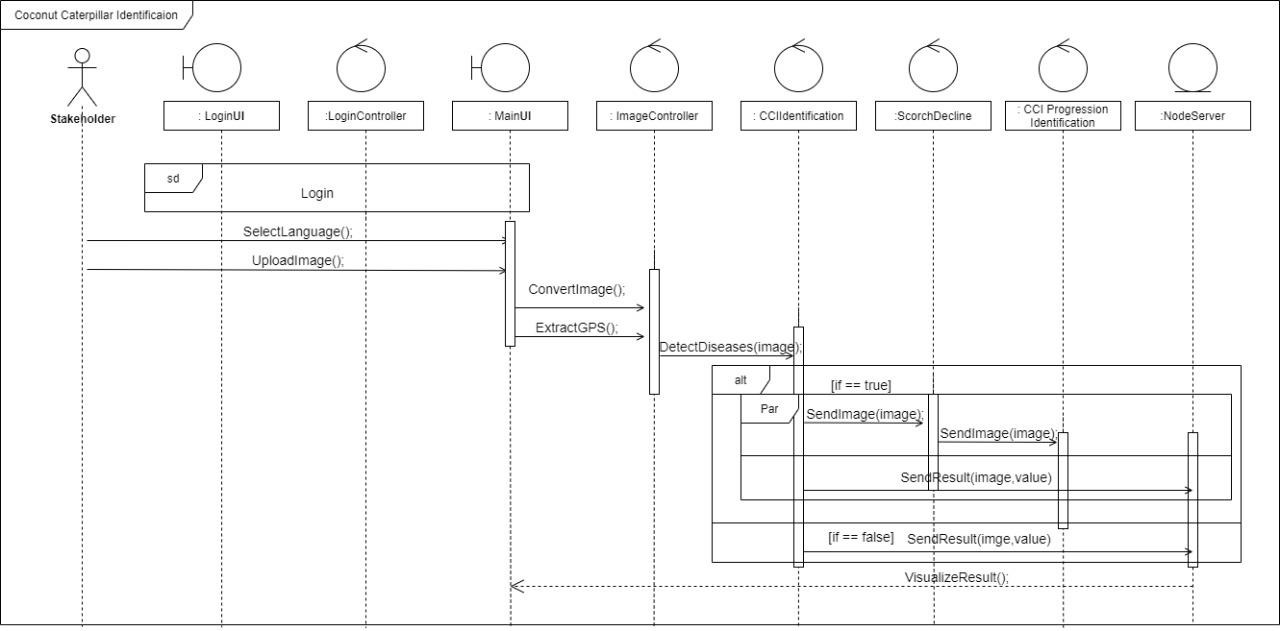 Coconut Caterpillar Identificaion
Stakeholder
: LoginUI
:LoginController
: MainUI
: ImageController
: CCIIdentification
:ScorchDecline
: CCI Progression
Identification
:NodeServer
sd
Login
SelectLanguage();
UploadImage();
ConvertImage();
ExtractGPS();
DetectDiseases(image);
alt
[if == true]
Par
SendImage(image);
SendImage(image);
SendResult(image,value)
[if == false]
SendResult(imge,value)
VisualizeResult();